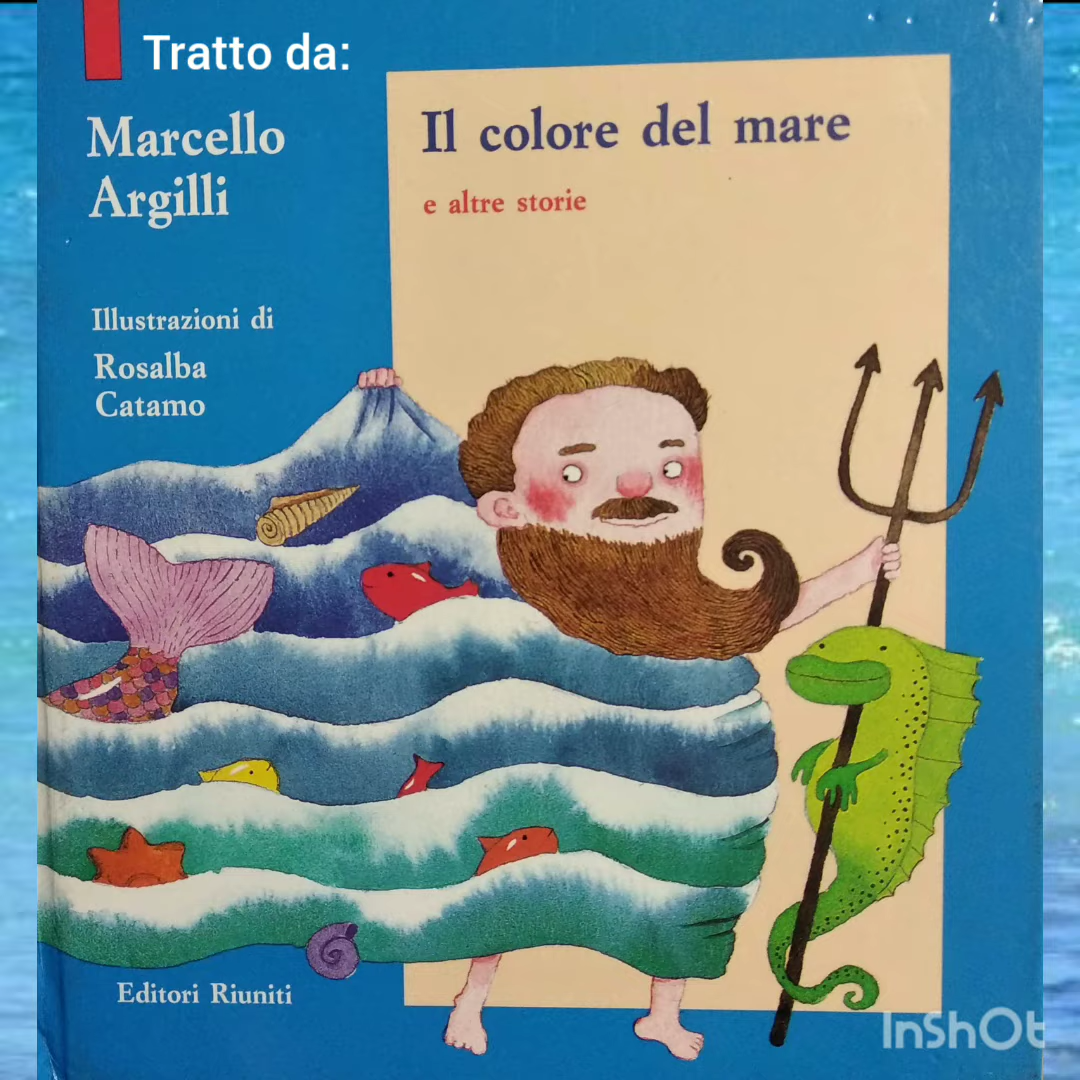 Tratto da:
Marcello
Argilli
Il colore del mare
e altre storie
Illustrazioni di
Rosalba
Catamo
Editori Riuniti
InShOt